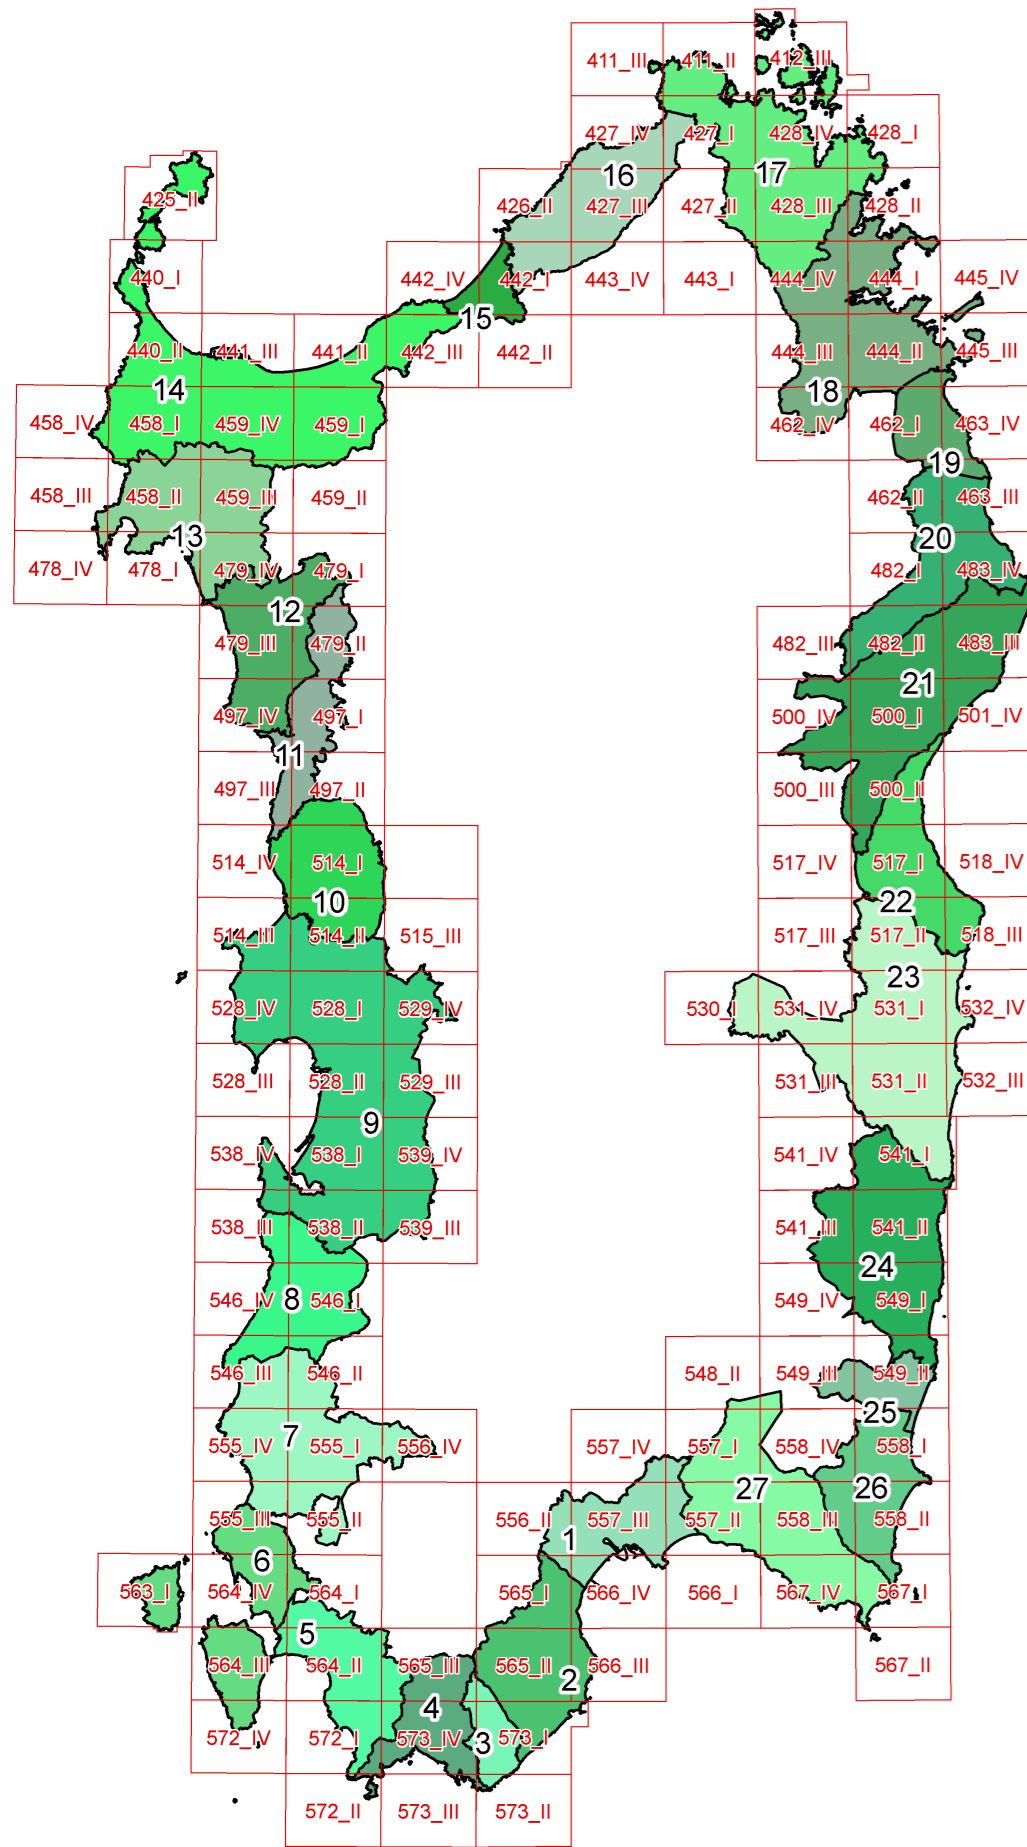 411_III 411_II 412_III
427_IV 427_I 428_IV 428_I
16 17
425_II 426_II 427_III 427_II 428_III 428_II
440_I 442_IV 442_I 443_IV 443_I 444_IV 444_I 445_IV
15
440_II 441_III 441_II 442_III 442_II 444_III 444_II 445_III
14 18
458_IV 458_I 459_IV 459_I 462_IV 462_I 463_IV
19
458_III 458_II 459_III 459_II 462_II 463_III
13 20
478_IV 478_I 479_IV 479_I 482_I 483_IV
12
479_III 479_II 482_III 482_II 483_III
21
497_IV 497_I 500_IV 500_I 501_IV
11
497_III 497_II 500_III 500_II
514_IV 514_I 517_IV 517_I 518_IV
10 22
514_III 514_II 515_III 517_III 517_II 518_III
23
528_IV 528_I 529_IV 530_I 531_IV 531_I 532_IV
528_III 528_II 529_III 531_III 531_II 532_III
9
538_IV 538_I 539_IV 541_IV 541_I
538_III 538_II 539_III 541_III 541_II
24
546_IV 8 546_I 549_IV 549_I
546_III 546_II 548_II 549_III 549_II
25
7
555_IV 555_I 556_IV 557_IV 557_I 558_IV 558_I
27 26
555_III 555_II 556_II 557_III 557_II 558_III 558_II
1
6
563_I 564_IV 564_I 565_I 566_IV 566_I 567_IV 567_I
5
564_III 564_II 565_III 565_II 566_III 567_II
2
4
572_IV 572_I 573_IV 3 573_I
572_II 573_III 573_II